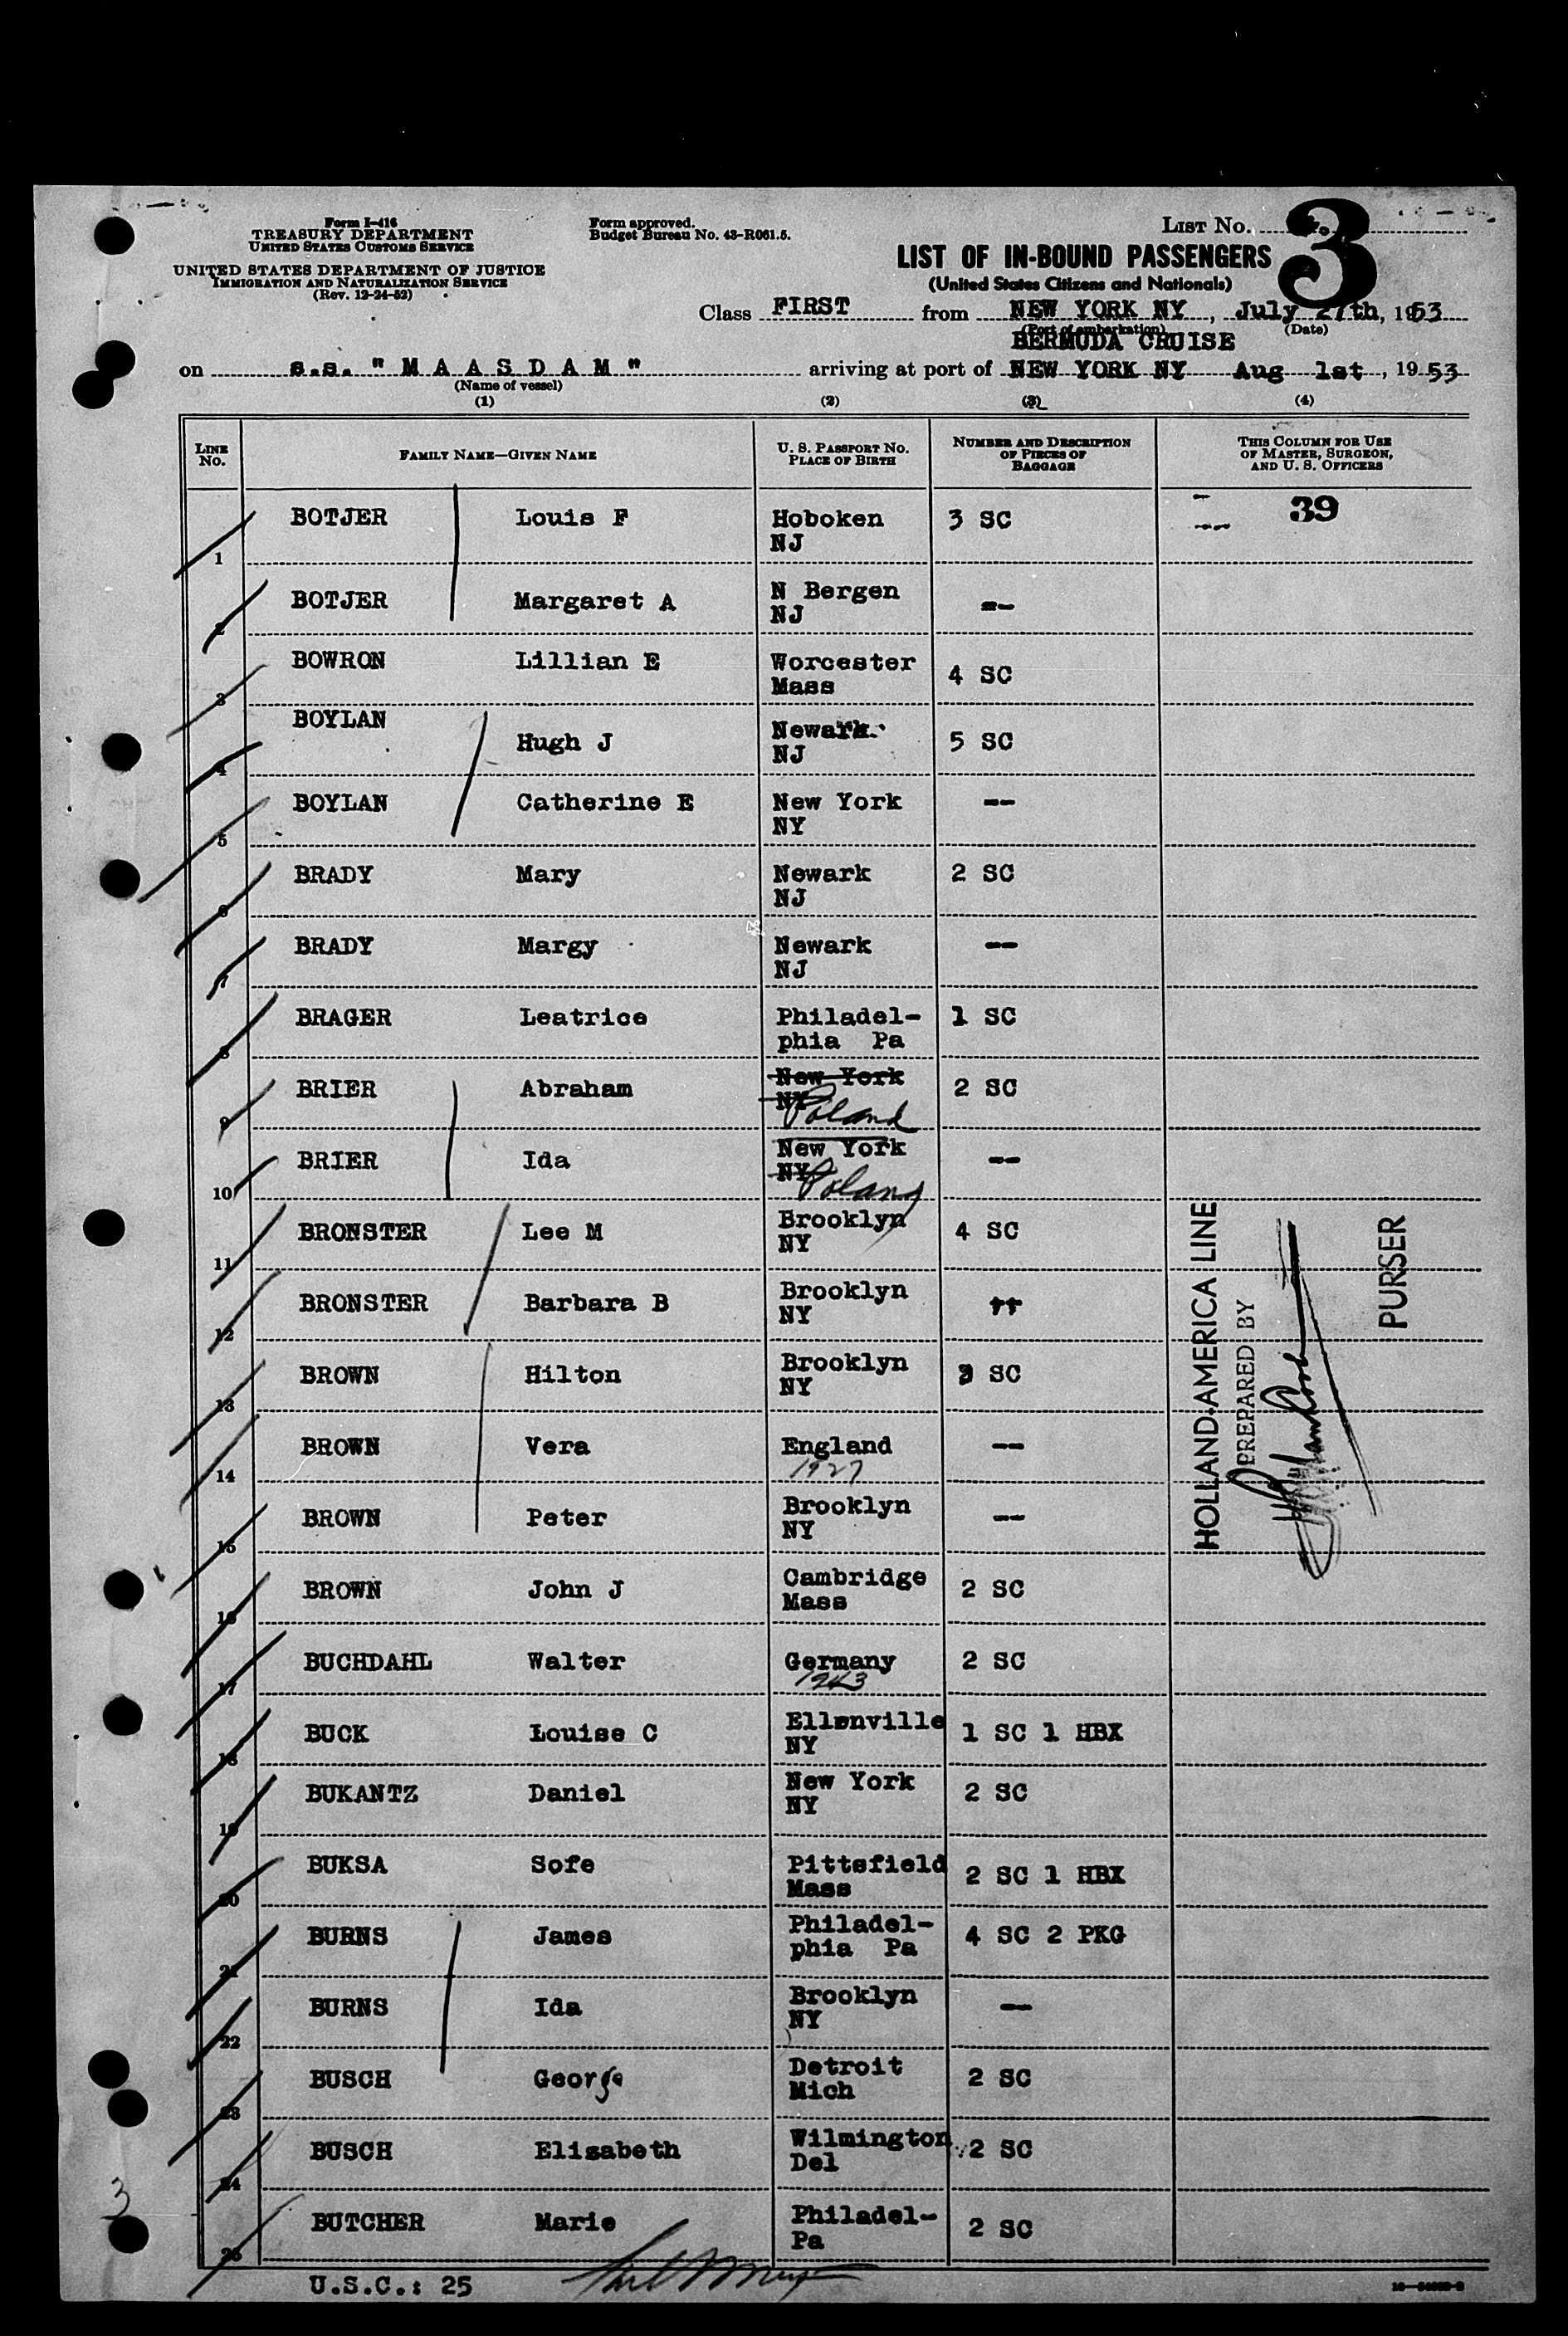 Form I-416
TREASURY DEPARTMENT
UNITED STATES CUSTOMS SERVICE
UNITED STATES DEPARTMENT OF JUSTICE
IMMIGRATION AND NATURALIZATION SERVICE
(Rev. 12-24-52)
Form approved.
Budget Bureau No. 43-R061.5.
LIST No. 3
LIST OF IN-BOUND PASSENGERS
(United States Citizens and Nationals)
Class FIRST from NEW YORK NY, July 27th, 1953
(Port of embarkation) (Date)
BERMUDA CRUISE
on s.s. "MAASDAM" arriving at port of NEW YORK NY Aug 1st, 1953
(Name of vessel)
(1) (2) (3) (4)
LINE No. FAMILY NAME—GIVEN NAME U. S. PASSPORT NO. PLACE OF BIRTH NUMBER AND DESCRIPTION OF PIECES OF BAGGAGE THIS COLUMN FOR USE OF MASTER, SURGEON, AND U. S. OFFICERS
39
1 BOTJER Louis F Hoboken NJ 3 SC
2 BOTJER Margaret A N Bergen NJ --
3 BOWRON Lillian E Worcester Mass 4 SC
4 BOYLAN Hugh J Newark NJ 5 SC
5 BOYLAN Catherine E New York NY --
6 BRADY Mary Newark NJ 2 SC
7 BRADY Margy Newark NJ --
8 BRAGER Leatrice Philadel-phia Pa 1 SC
9 BRIER Abraham New York NY Poland 2 SC
10 BRIER Ida New York NY Poland --
11 BRONSTER Lee M Brooklyn NY 4 SC
12 BRONSTER Barbara B Brooklyn NY
13 BROWN Hilton Brooklyn NY SC
14 BROWN Vera England 1927 --
15 BROWN Peter Brooklyn NY --
16 BROWN John J Cambridge Mass 2 SC
17 BUCHDAHL Walter Germany 1943 2 SC
18 BUCK Louise C Ellenville NY 1 SC 1 HBX
19 BUKANTZ Daniel New York NY 2 SC
20 BUKSA Sofe Pittsfield Mass 2 SC 1 HBX
21 BURNS James Philadel-phia Pa 4 SC 2 PKG
22 BURNS Ida Brooklyn NY --
23 BUSCH George Detroit Mich 2 SC
24 BUSCH Elisabeth Wilmington Del 2 SC
25 BUTCHER Marie Philadel-Pa 2 SC
HOLLAND-AMERICA LINE
PREPARED BY
PURSER
U.S.C.: 25
3